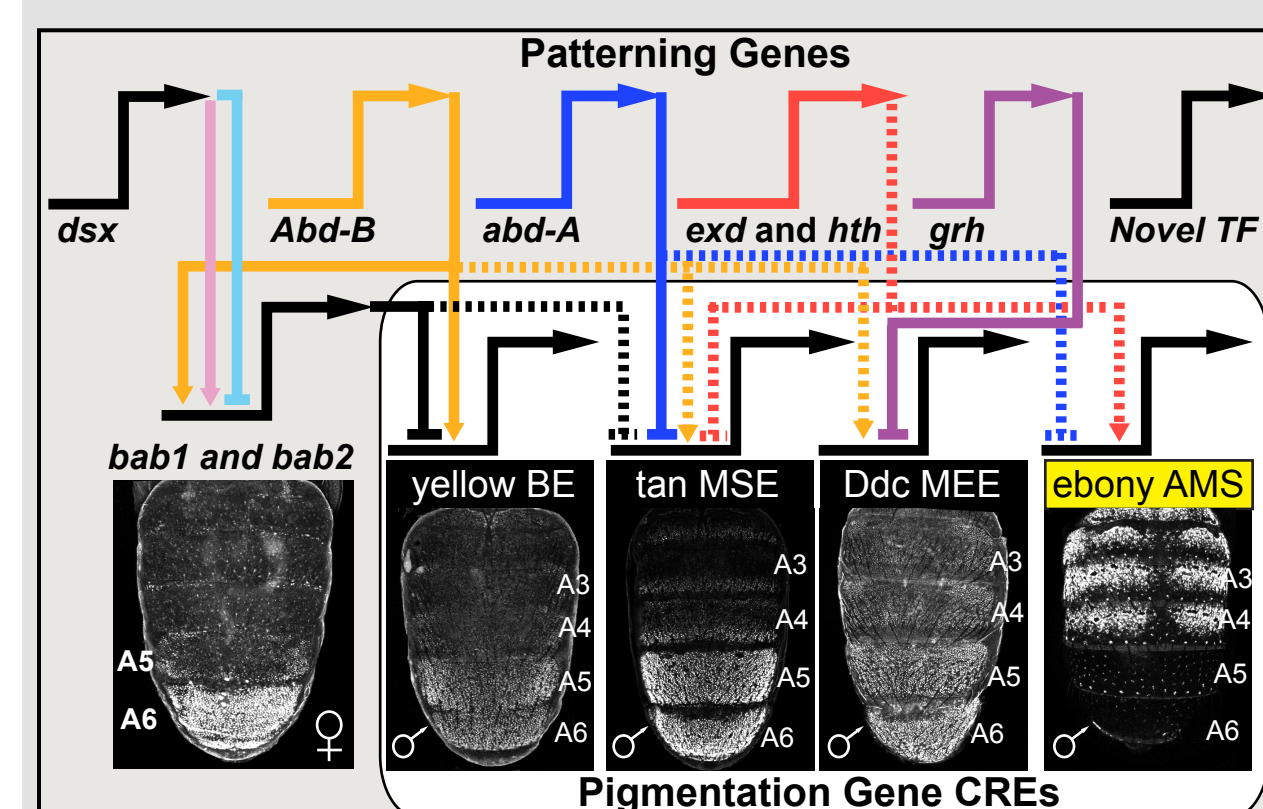 Patterning Genes
dsx
Abd-B
abd-A
exd and hth
grh
Novel TF
bab1 and bab2
yellow BE
tan MSE
Ddc MEE
ebony AMS
A5
A6
♀
A3
A4
A5
A6
♂
A3
A4
A5
A6
♂
A3
A4
A5
A6
♂
A3
A4
A5
A6
♂
Pigmentation Gene CREs